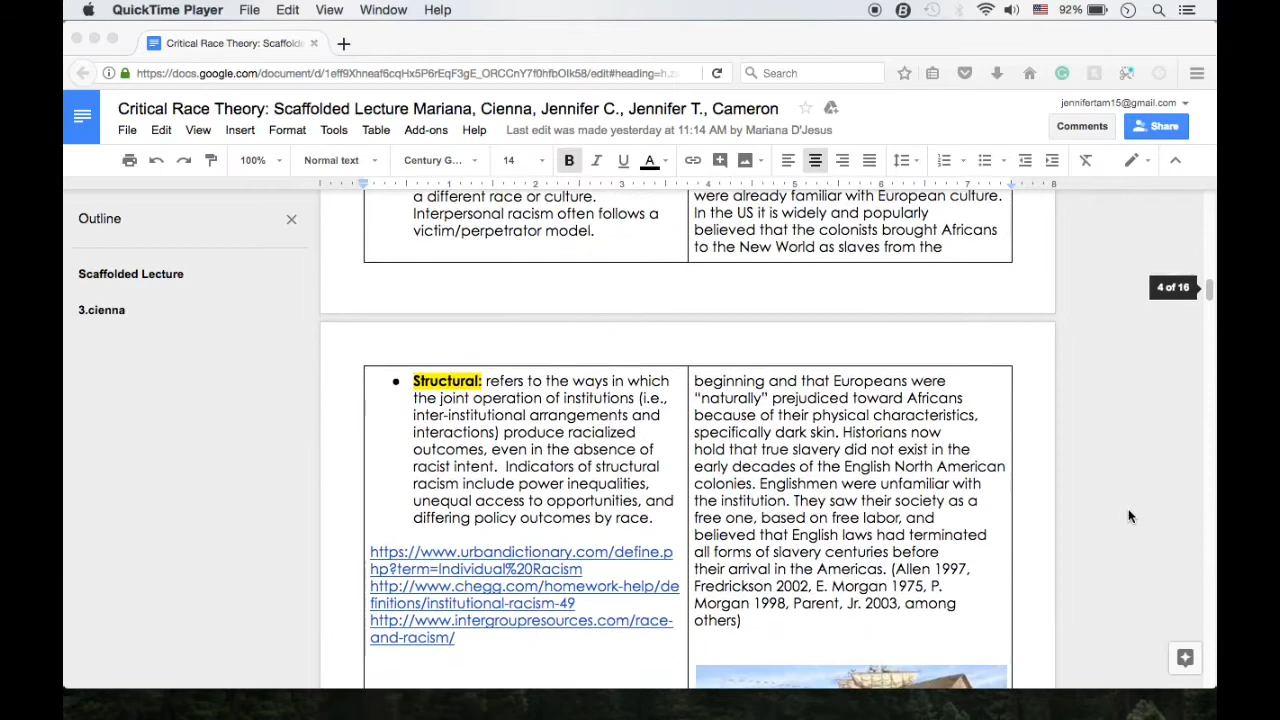 QuickTime Player File Edit View Window Help 92%
Critical Race Theory: Scaffolde
https://docs.google.com/document/d/ Search
Critical Race Theory: Scaffolded Lecture Mariana, Cienna, Jennifer C., Jennifer T., Cameron
jennifertam15@gmail.com
File Edit View Insert Format Tools Table Add-ons Help Last edit was made yesterday at 11:14 AM by Mariana D'Jesus
Comments Share
100% Normal text Century G... 14 B I U A
1 2 3 4 5 6 7 8
Outline
Scaffolded Lecture
3.cienna
a different race or culture.
Interpersonal racism often follows a
victim/perpetrator model.
were already familiar with European culture.
In the US it is widely and popularly
believed that the colonists brought Africans
to the New World as slaves from the
4 of 16
● Structural: refers to the ways in which
the joint operation of institutions (i.e.,
inter-institutional arrangements and
interactions) produce racialized
outcomes, even in the absence of
racist intent. Indicators of structural
racism include power inequalities,
unequal access to opportunities, and
differing policy outcomes by race.
https://www.urbandictionary.com/define.p
hp?term=Individual%20Racism
http://www.chegg.com/homework-help/de
finitions/institutional-racism-49
http://www.intergroupresources.com/race-
and-racism/
beginning and that Europeans were
“naturally” prejudiced toward Africans
because of their physical characteristics,
specifically dark skin. Historians now
hold that true slavery did not exist in the
early decades of the English North American
colonies. Englishmen were unfamiliar with
the institution. They saw their society as a
free one, based on free labor, and
believed that English laws had terminated
all forms of slavery centuries before
their arrival in the Americas. (Allen 1997,
Fredrickson 2002, E. Morgan 1975, P.
Morgan 1998, Parent, Jr. 2003, among
others)